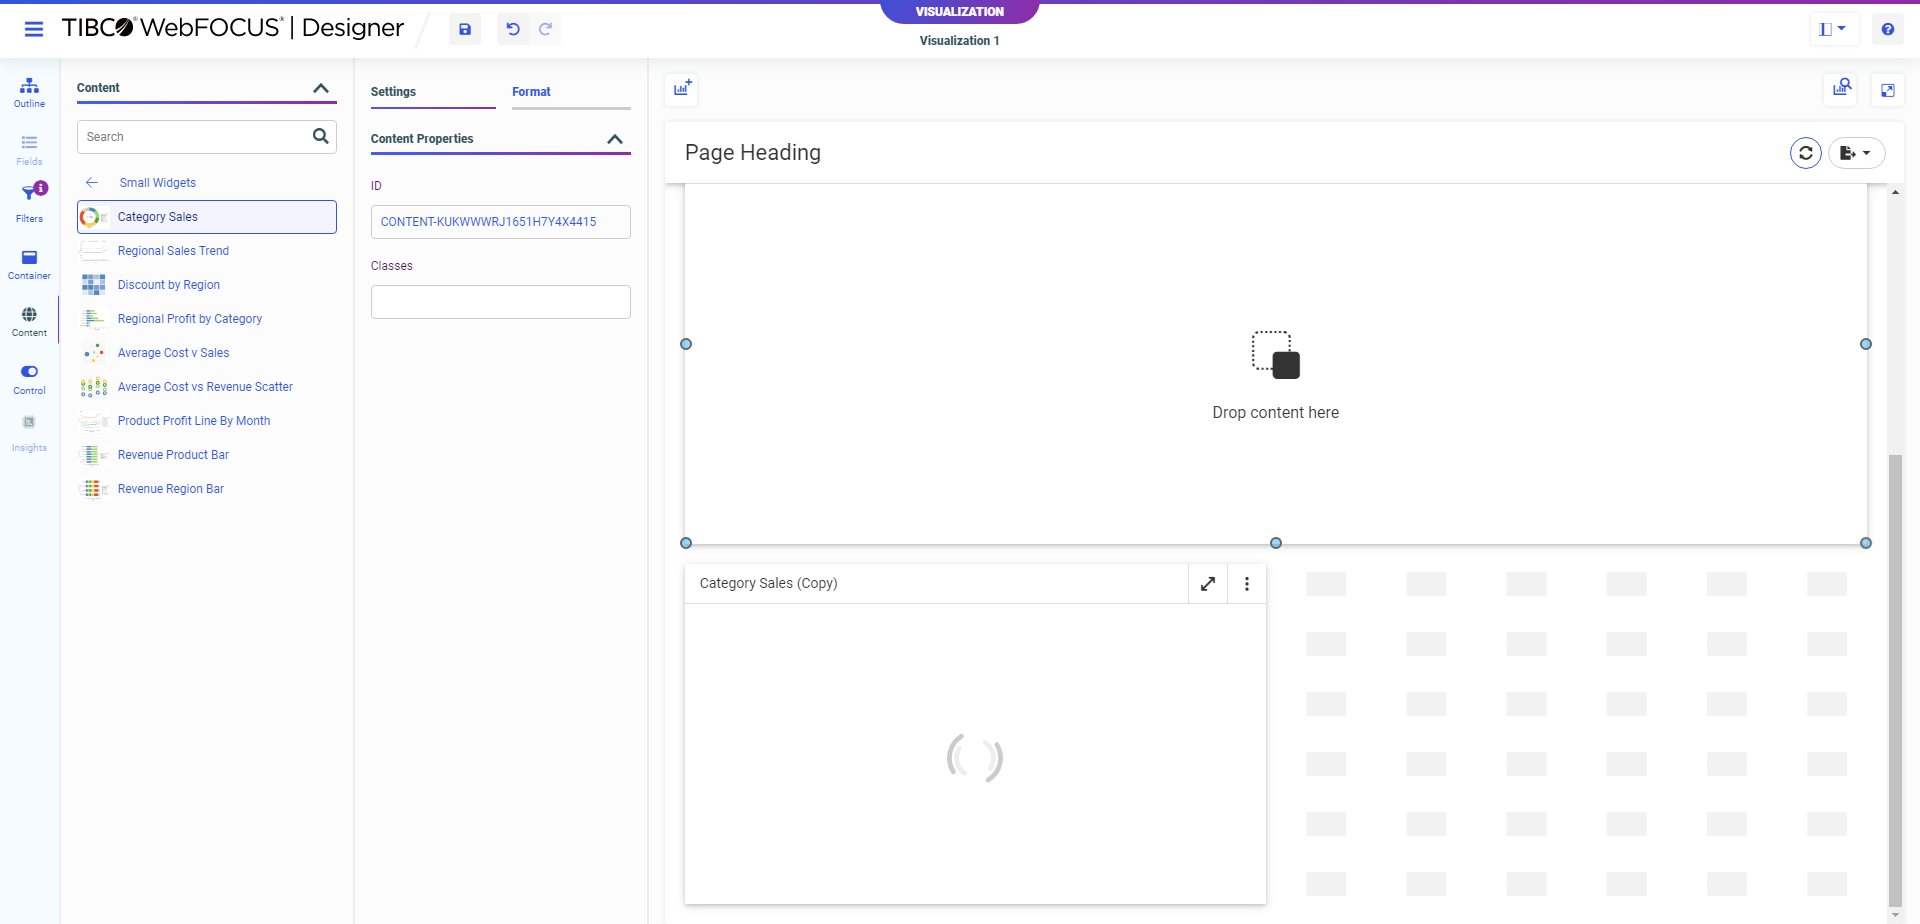 TIBCO® WebFOCUS® | Designer
VISUALIZATION
Visualization 1
Outline
Fields
Filters
Container
Content
Control
Insights
Content
Search
Small Widgets
Category Sales
Regional Sales Trend
Discount by Region
Regional Profit by Category
Average Cost v Sales
Average Cost vs Revenue Scatter
Product Profit Line By Month
Revenue Product Bar
Revenue Region Bar
Settings
Format
Content Properties
ID
CONTENT-KUKWWWRJ1651H7Y4X4415
Classes
Page Heading
Drop content here
Category Sales (Copy)